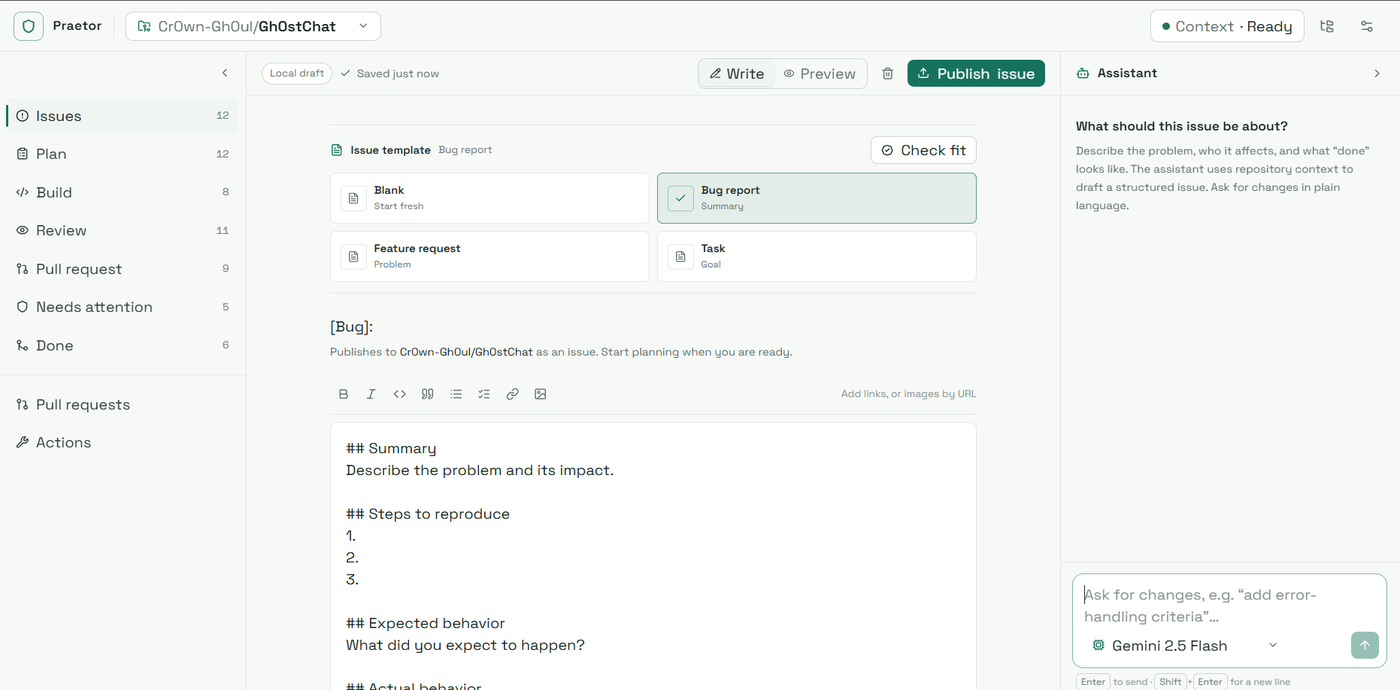 Praetor
Cr0wn-Gh0ul/Gh0stChat
Context · Ready
Issues 12
Plan 12
Build 8
Review 11
Pull request 9
Needs attention 5
Done 6
Pull requests
Actions
Local draft
Saved just now
Write
Preview
Publish issue
Issue template Bug report
Check fit
Blank
Start fresh
Bug report
Summary
Feature request
Problem
Task
Goal
[Bug]:
Publishes to Cr0wn-Gh0ul/Gh0stChat as an issue. Start planning when you are ready.
Add links, or images by URL
## Summary
Describe the problem and its impact.
## Steps to reproduce
1.
2.
3.
## Expected behavior
What did you expect to happen?
## Actual behavior
Assistant
What should this issue be about?
Describe the problem, who it affects, and what “done”
looks like. The assistant uses repository context to
draft a structured issue. Ask for changes in plain
language.
Ask for changes, e.g. “add error-
handling criteria”…
Gemini 2.5 Flash
Enter to send · Shift + Enter for a new line